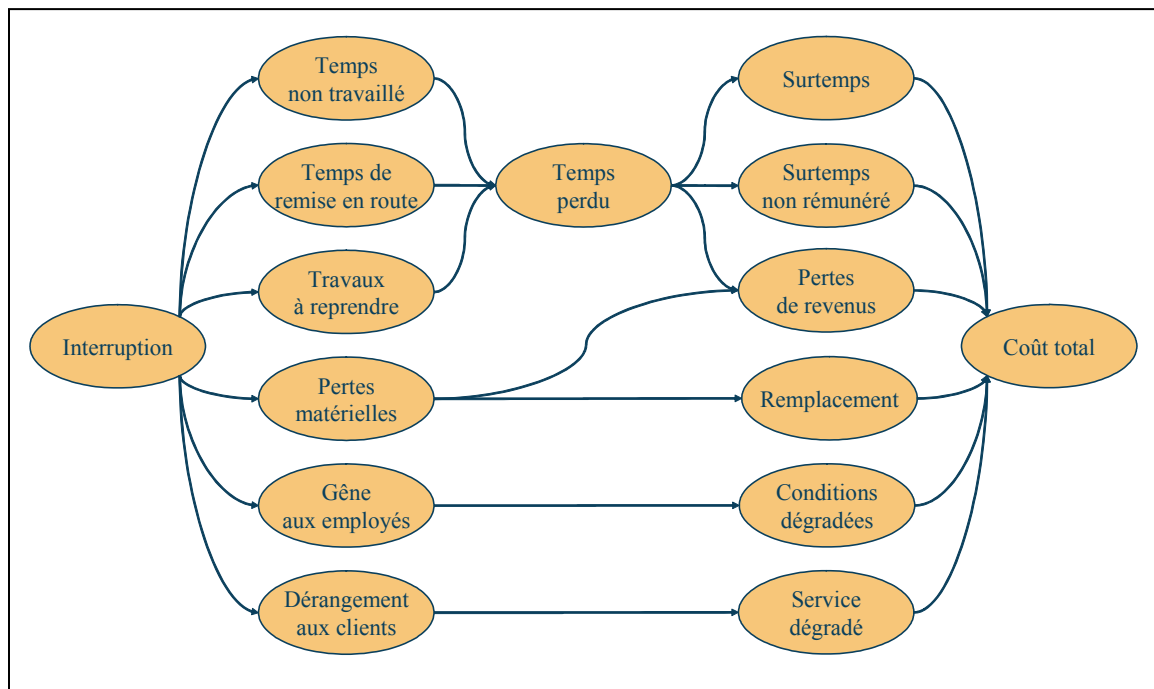 Temps
non travaillé
Surtemps
Temps de
remise en route
Temps
perdu
Surtemps
non rémunéré
Travaux
à reprendre
Pertes
de revenus
Interruption
Coût total
Pertes
matérielles
Remplacement
Gêne
aux employés
Conditions
dégradées
Dérangement
aux clients
Service
dégradé